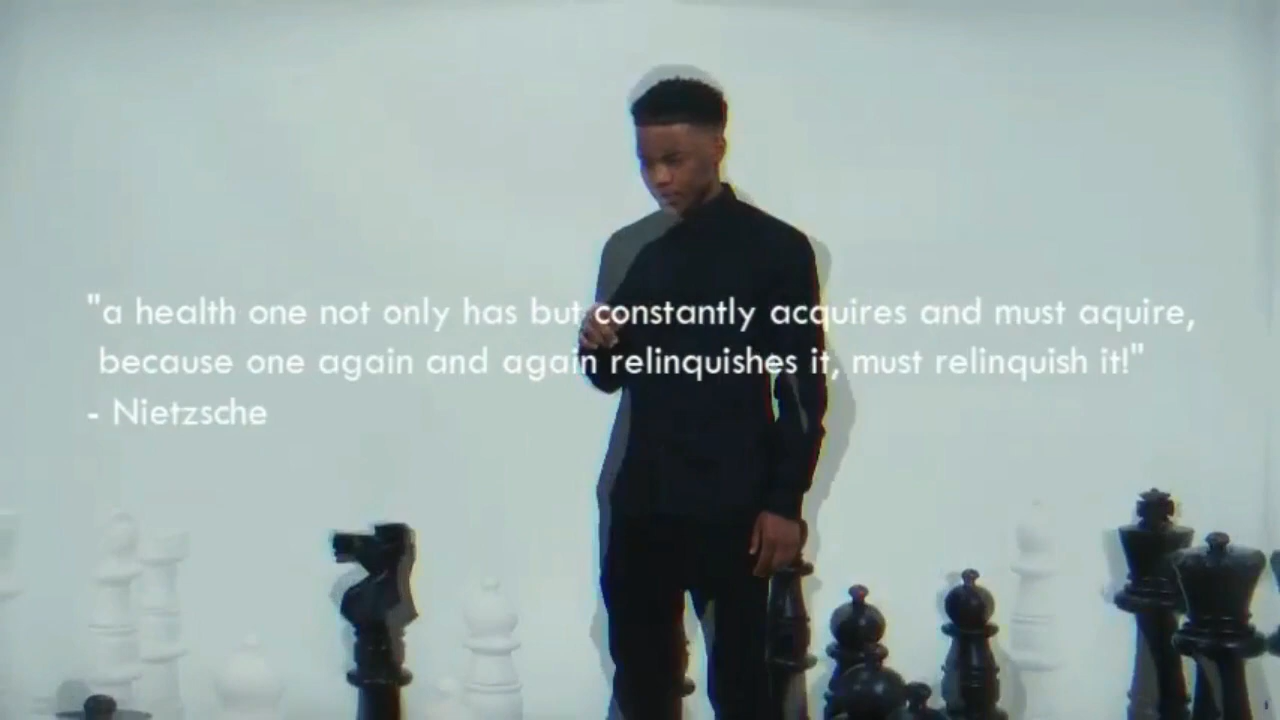 "a health one not only has but constantly acquires and must aquire,
because one again and again relinquishes it, must relinquish it!"
- Nietzsche